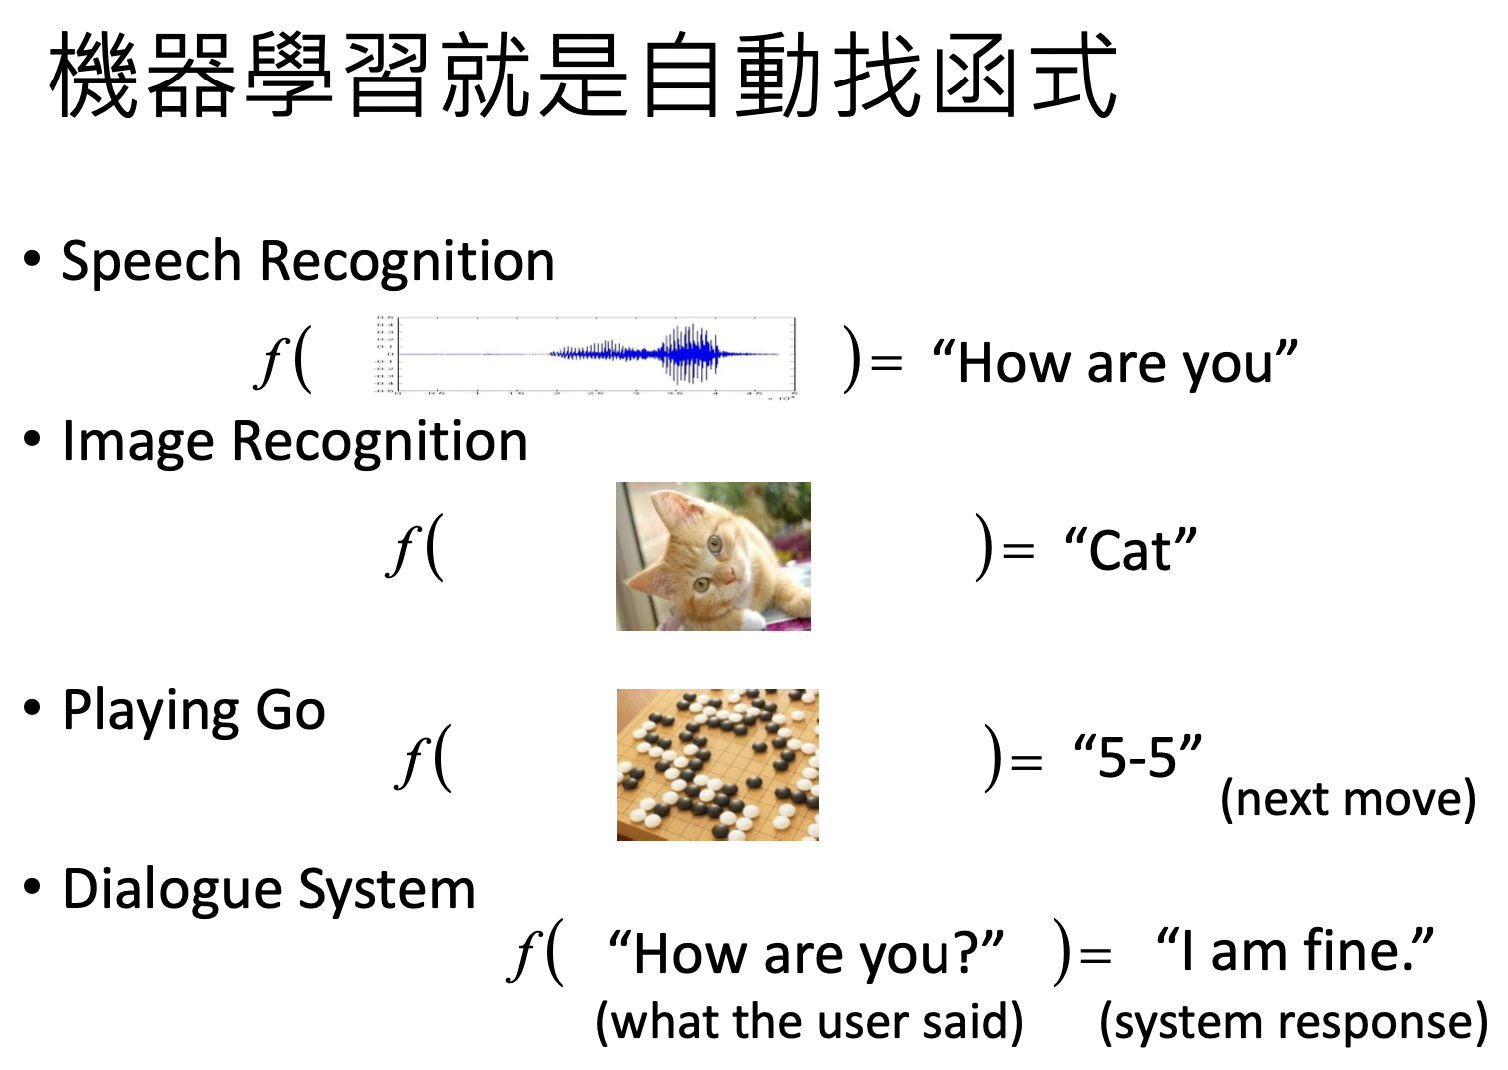 機器學習就是自動找函式
• Speech Recognition
f( )= “How are you”
• Image Recognition
f( )= “Cat”
• Playing Go
f( )= “5-5”
(next move)
• Dialogue System
f( “How are you?” )= “I am fine.”
(what the user said) (system response)